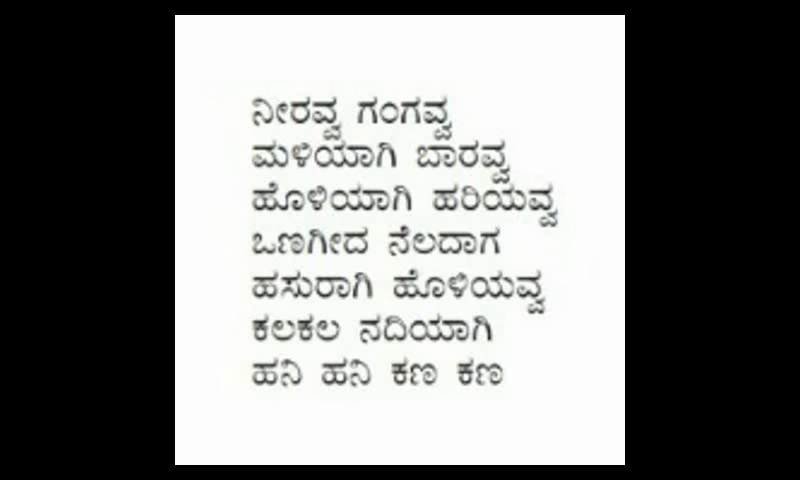 ನೀರವ್ವ ಗಂಗವ್ವ
ಮಳಿಯಾಗಿ ಬಾರವ್ವ
ಹೊಳಿಯಾಗಿ ಹರಿಯವ್ವ
ಒಣಗೀದ ನೆಲದಾಗ
ಹಸುರಾಗಿ ಹೊಳಿಯವ್ವ
ಕಲಕಲ ನದಿಯಾಗಿ
ಹನಿ ಹನಿ ಕಣ ಕಣ